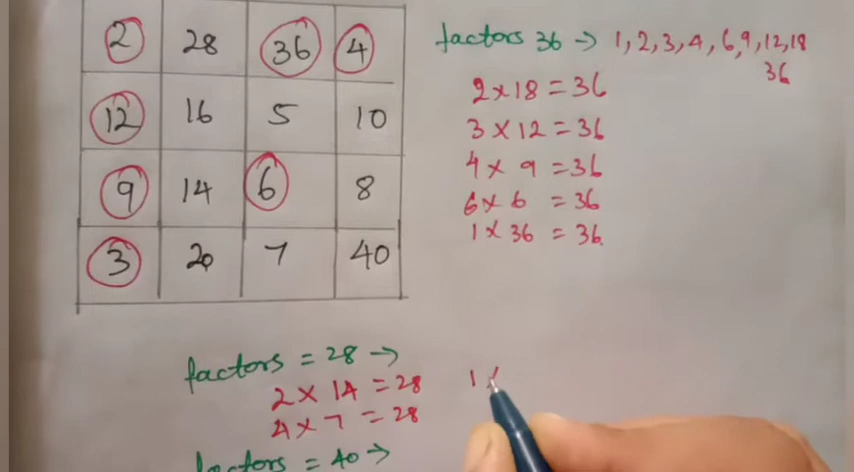 2 28 36 4
12 16 5 10
9 14 6 8
3 20 7 40
factors 36 → 1, 2, 3, 4, 6, 9, 12, 18
36
2 × 18 = 36
3 × 12 = 36
4 × 9 = 36
6 × 6 = 36
1 × 36 = 36.
factors = 28 →
2 × 14 = 28 1
4 × 7 = 28
factors = 40 →